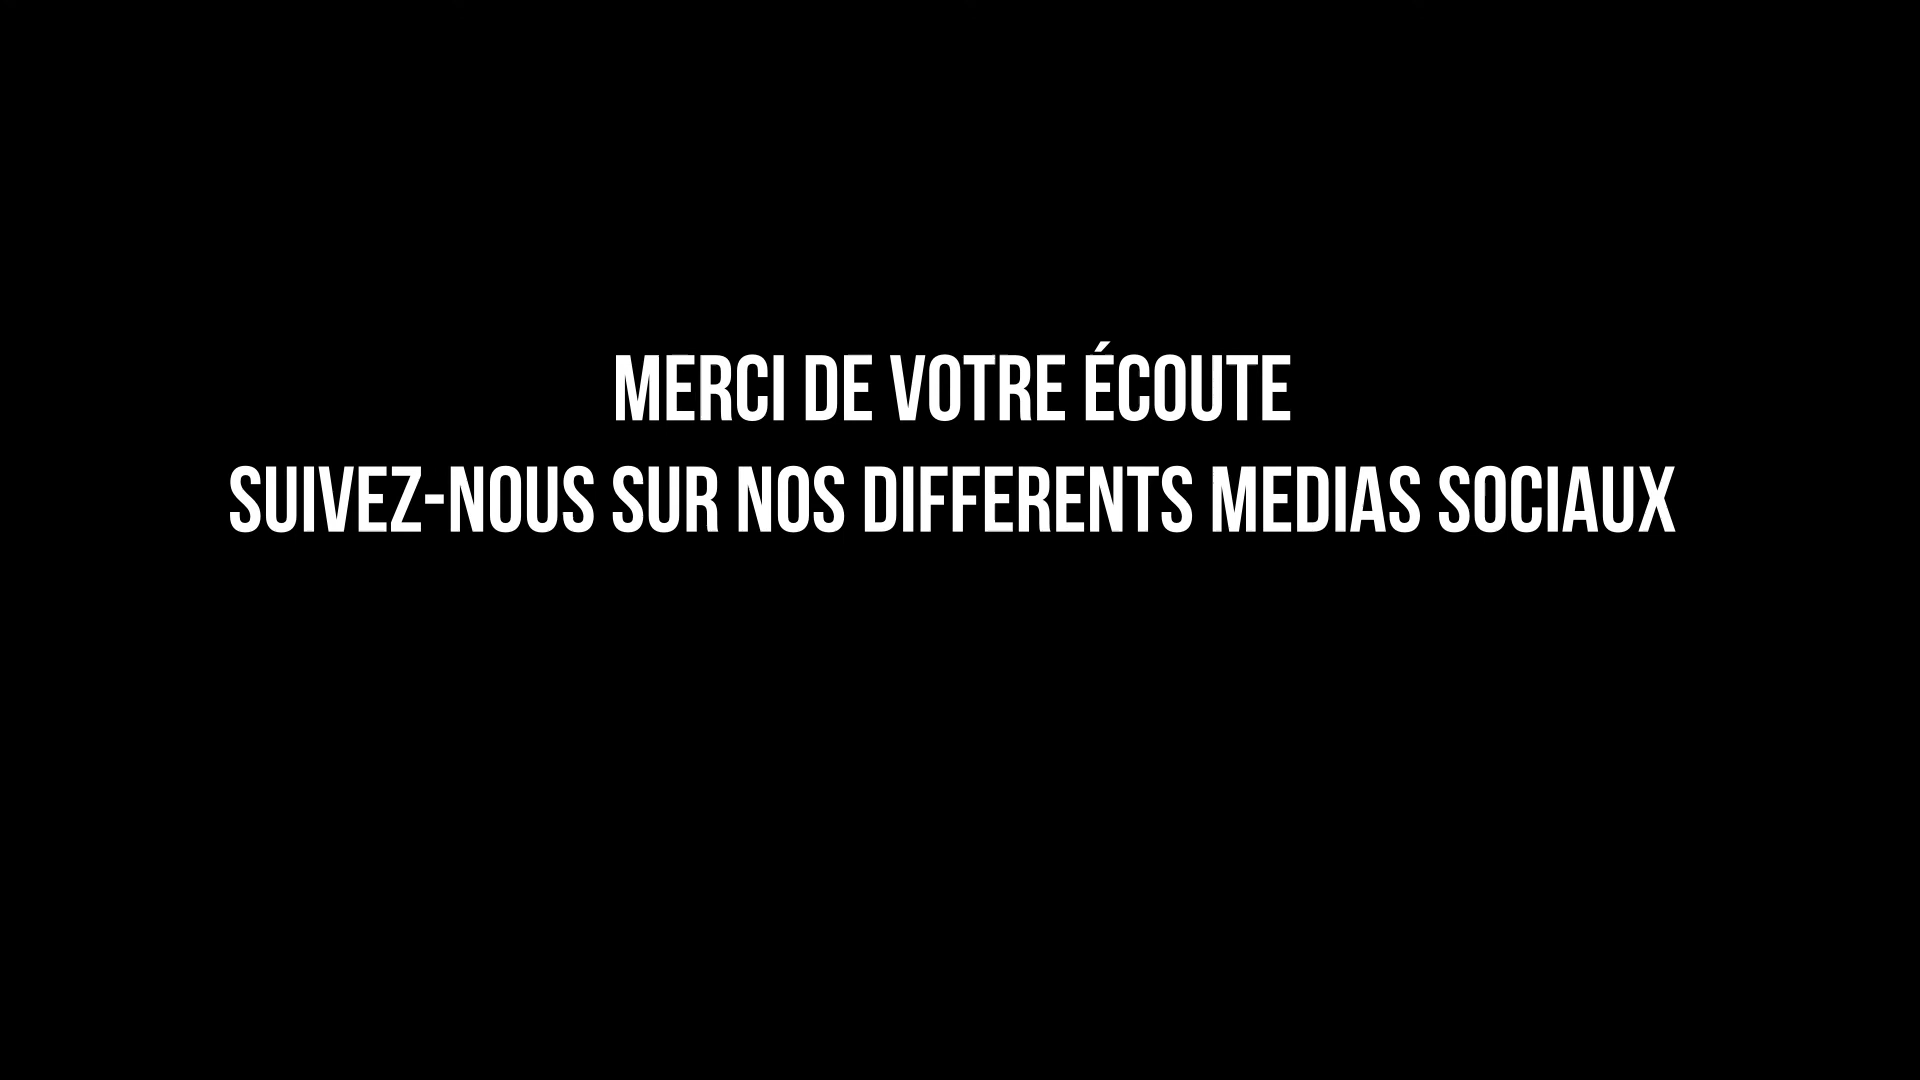 MERCI DE VOTRE ÉCOUTE
SUIVEZ-NOUS SUR NOS DIFFERENTS MEDIAS SOCIAUX